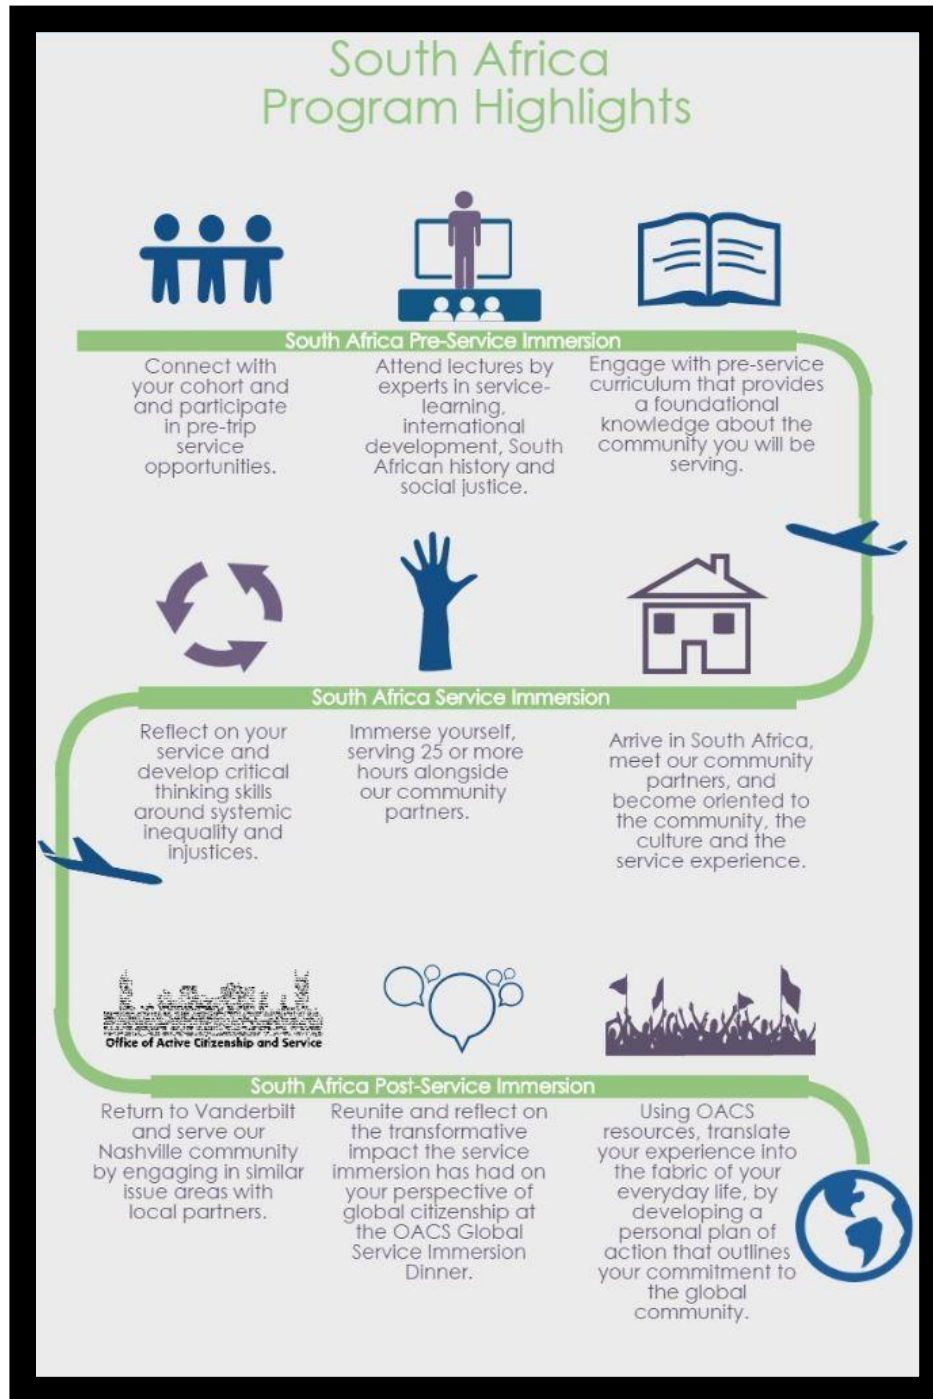 South Africa
Program Highlights
South Africa Pre-Service Immersion
Connect with
your cohort and
and participate
in pre-trip
service
opportunities.
Attend lectures by
experts in service-
learning,
international
development, South
African history and
social justice.
Engage with pre-service
curriculum that provides
a foundational
knowledge about the
community you will be
serving.
South Africa Service Immersion
Reflect on your
service and
develop critical
thinking skills
around systemic
inequality and
injustices.
Immerse yourself,
serving 25 or more
hours alongside
our community
partners.
Arrive in South Africa,
meet our community
partners, and
become oriented to
the community, the
culture and the
service experience.
Office of Active Citizenship and Service
South Africa Post-Service Immersion
Return to Vanderbilt
and serve our
Nashville community
by engaging in similar
issue areas with
local partners.
Reunite and reflect on
the transformative
impact the service
immersion has had on
your perspective of
global citizenship at
the OACS Global
Service Immersion
Dinner.
Using OACS
resources, translate
your experience into
the fabric of your
everyday life, by
developing a
personal plan of
action that outlines
your commitment to
the global
community.